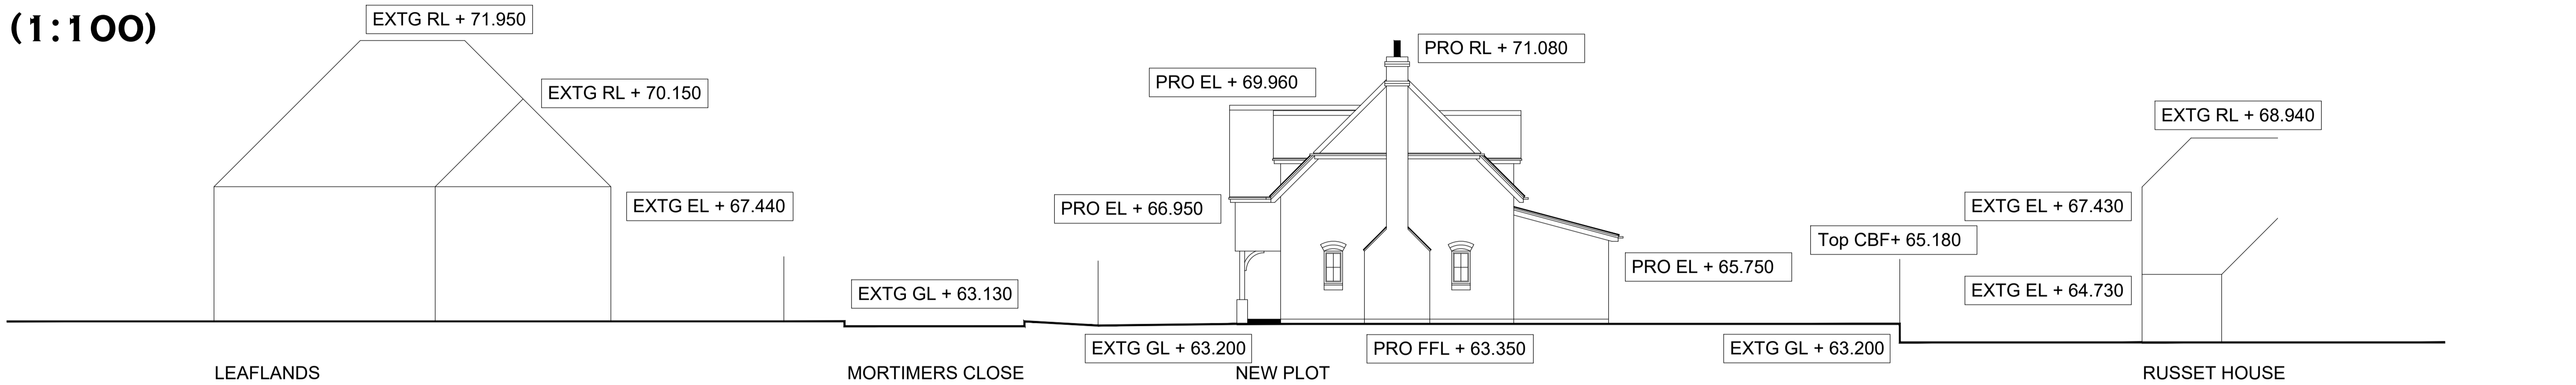 (1:100)
EXTG RL + 71.950
EXTG RL + 70.150
EXTG EL + 67.440
EXTG GL + 63.130
PRO EL + 69.960
PRO RL + 71.080
PRO EL + 66.950
PRO EL + 65.750
Top CBF+ 65.180
EXTG RL + 68.940
EXTG EL + 67.430
EXTG EL + 64.730
EXTG GL + 63.200
PRO FFL + 63.350
EXTG GL + 63.200
LEAFLANDS
MORTIMERS CLOSE
NEW PLOT
RUSSET HOUSE